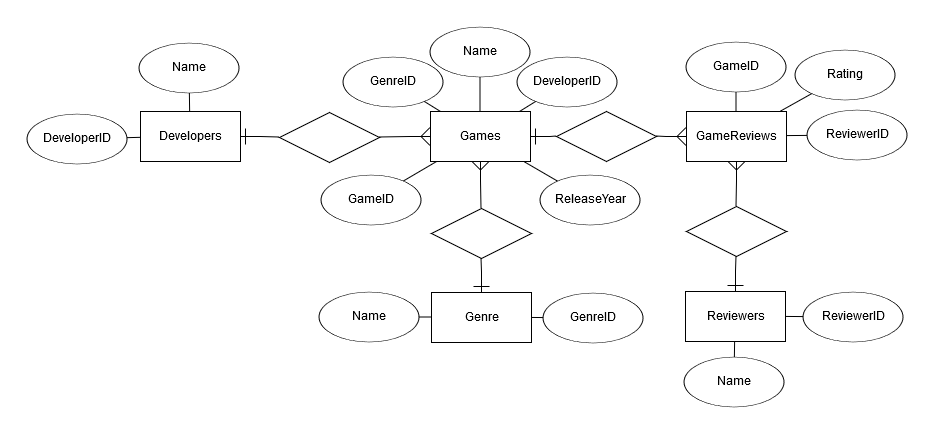 Name
GenreID
Name
DeveloperID
GameID
Rating
DeveloperID
Developers
Games
GameReviews
ReviewerID
GameID
ReleaseYear
Name
Genre
GenreID
Reviewers
ReviewerID
Name